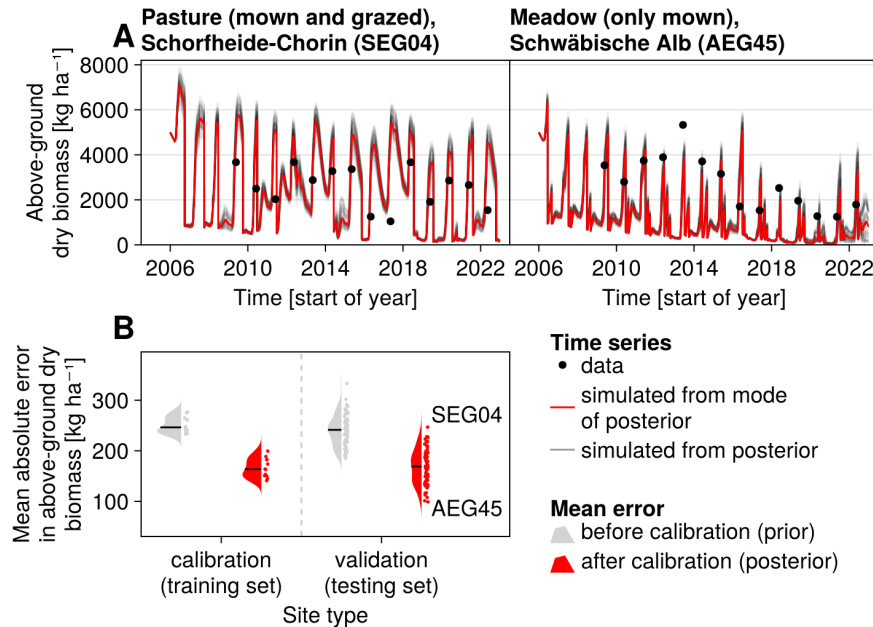 A
Pasture (mown and grazed),
Schorfheide-Chorin (SEG04)
Meadow (only mown),
Schwäbische Alb (AEG45)
Above-ground
dry biomass [kg ha⁻¹]
8000
6000
4000
2000
0
2006
2010
2014
2018
2022
2006
2010
2014
2018
2022
Time [start of year]
Time [start of year]
B
Mean absolute error
in above-ground dry
biomass [kg ha⁻¹]
300
200
100
SEG04
AEG45
calibration
(training set)
validation
(testing set)
Site type
Time series
data
simulated from mode
of posterior
simulated from posterior
Mean error
before calibration (prior)
after calibration (posterior)